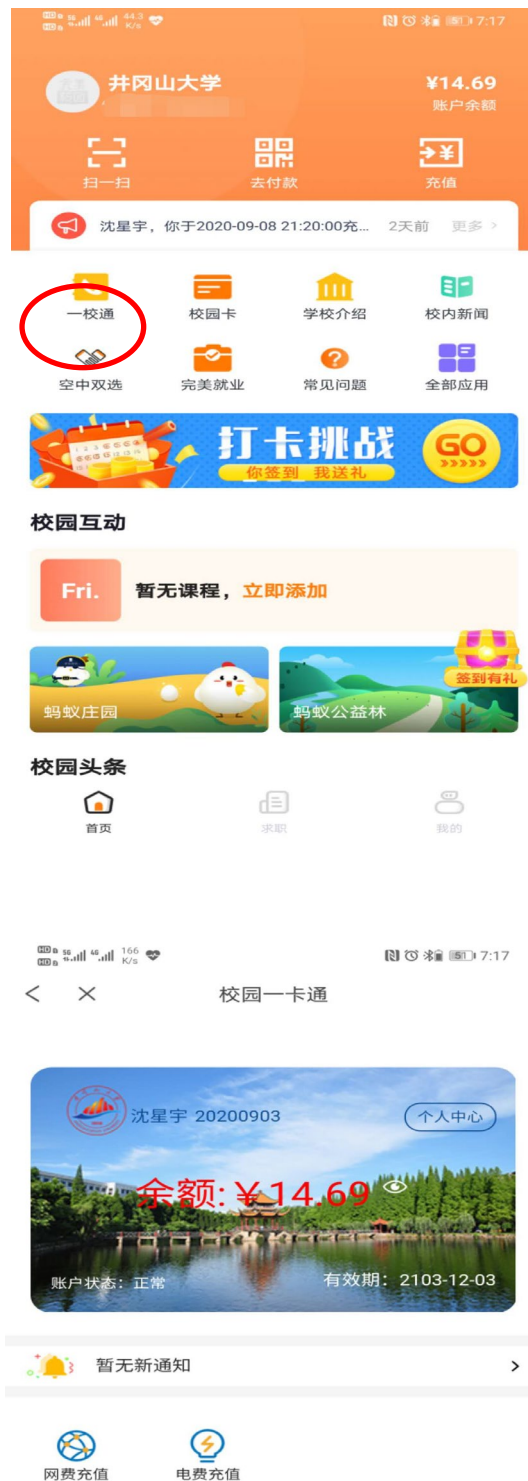 44.3 K/s 7:17
井冈山大学 ¥14.69
账户余额
扫一扫 去付款 充值
沈星宇，你于2020-09-08 21:20:00充... 2天前 更多 >
一校通 校园卡 学校介绍 校内新闻
空中双选 完美就业 常见问题 全部应用
打卡挑战 GO
你签到 我送礼
校园互动
Fri. 暂无课程，立即添加
签到有礼
蚂蚁庄园 蚂蚁公益林
校园头条
首页 求职 我的
166 K/s 51 7:17
校园一卡通
沈星宇 20200903 个人中心
余额:￥14.69
账户状态：正常 有效期：2103-12-03
暂无新通知 >
网费充值 电费充值